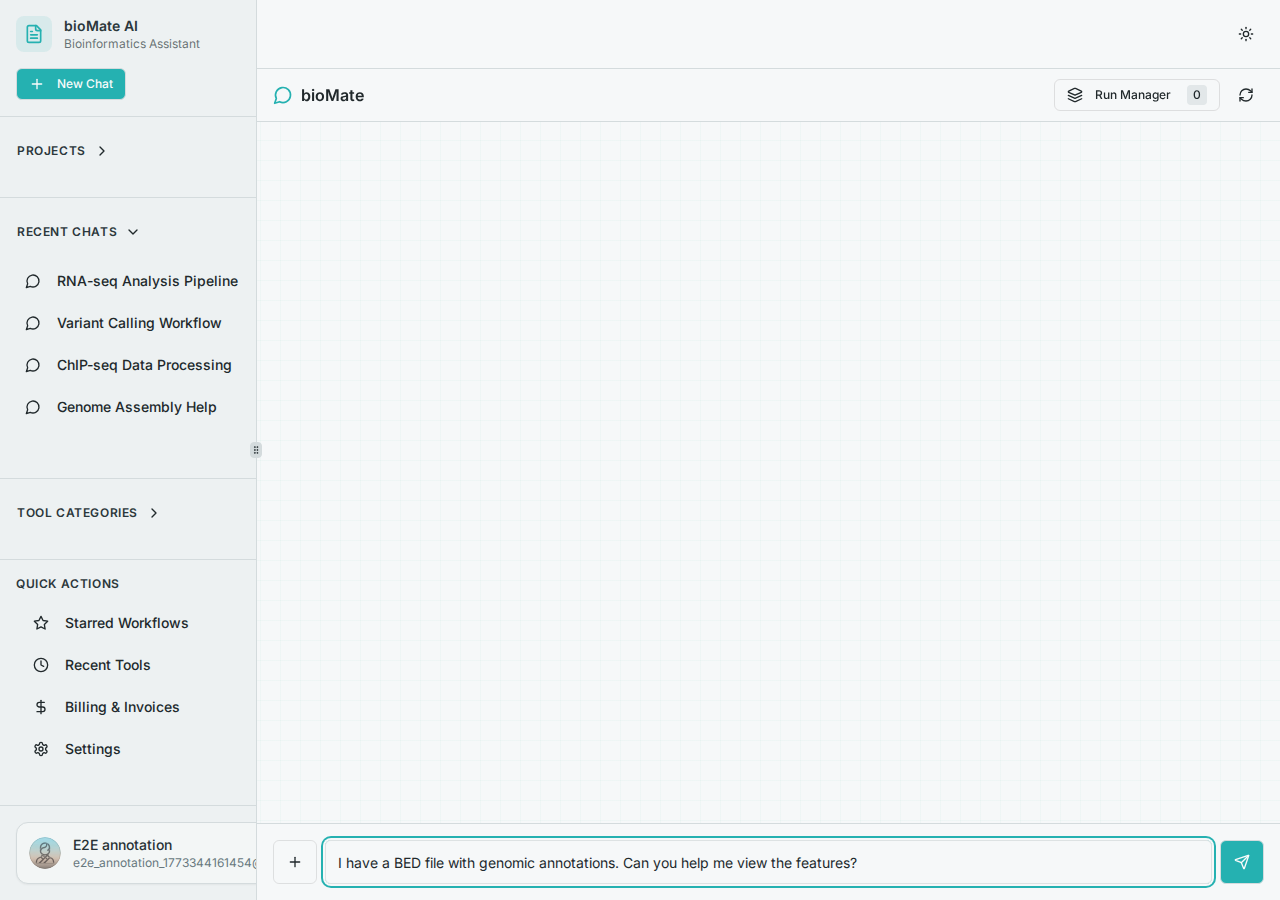 bioMate AI
Bioinformatics Assistant
New Chat
PROJECTS
RECENT CHATS
RNA-seq Analysis Pipeline
Variant Calling Workflow
ChIP-seq Data Processing
Genome Assembly Help
TOOL CATEGORIES
QUICK ACTIONS
Starred Workflows
Recent Tools
Billing & Invoices
Settings
E2E annotation
e2e_annotation_1773344161454@
bioMate
Run Manager 0
I have a BED file with genomic annotations. Can you help me view the features?